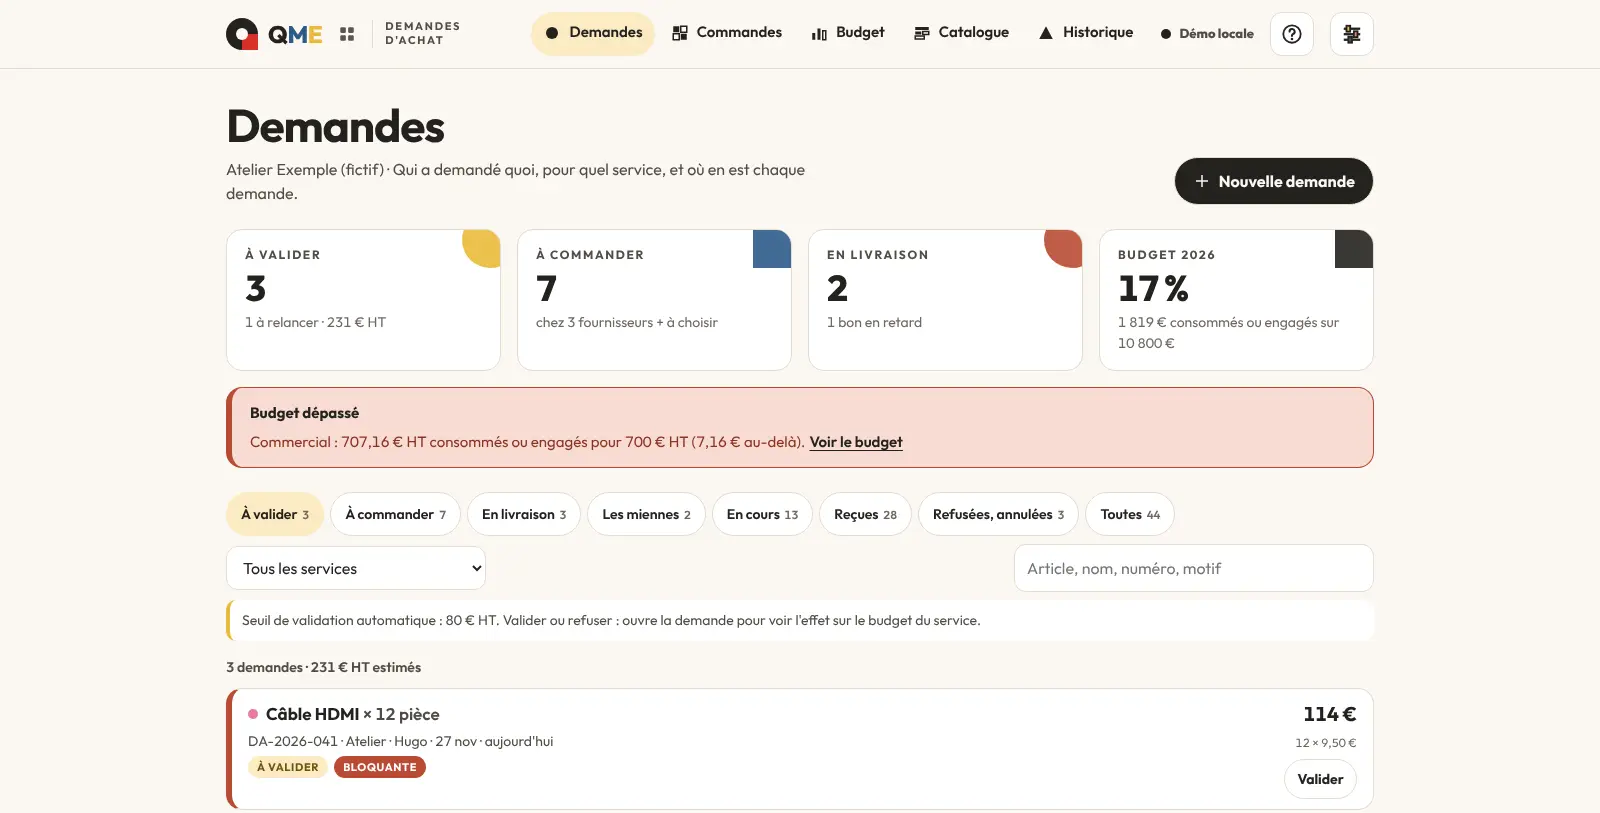 QME
DEMANDES
D'ACHAT
Demandes
Commandes
Budget
Catalogue
Historique
Démo locale
Demandes
Atelier Exemple (fictif) · Qui a demandé quoi, pour quel service, et où en est chaque
demande.
+ Nouvelle demande
À VALIDER
3
1 à relancer · 231 € HT
À COMMANDER
7
chez 3 fournisseurs + à choisir
EN LIVRAISON
2
1 bon en retard
BUDGET 2026
17 %
1 819 € consommés ou engagés sur
10 800 €
Budget dépassé
Commercial : 707,16 € HT consommés ou engagés pour 700 € HT (7,16 € au-delà). Voir le budget
À valider 3
À commander 7
En livraison 3
Les miennes 2
En cours 13
Reçues 28
Refusées, annulées 3
Toutes 44
Tous les services
Article, nom, numéro, motif
Seuil de validation automatique : 80 € HT. Valider ou refuser : ouvre la demande pour voir l'effet sur le budget du service.
3 demandes · 231 € HT estimés
Câble HDMI × 12 pièce
114 €
DA-2026-041 · Atelier · Hugo · 27 nov · aujourd'hui
12 × 9,50 €
À VALIDER
BLOQUANTE
Valider